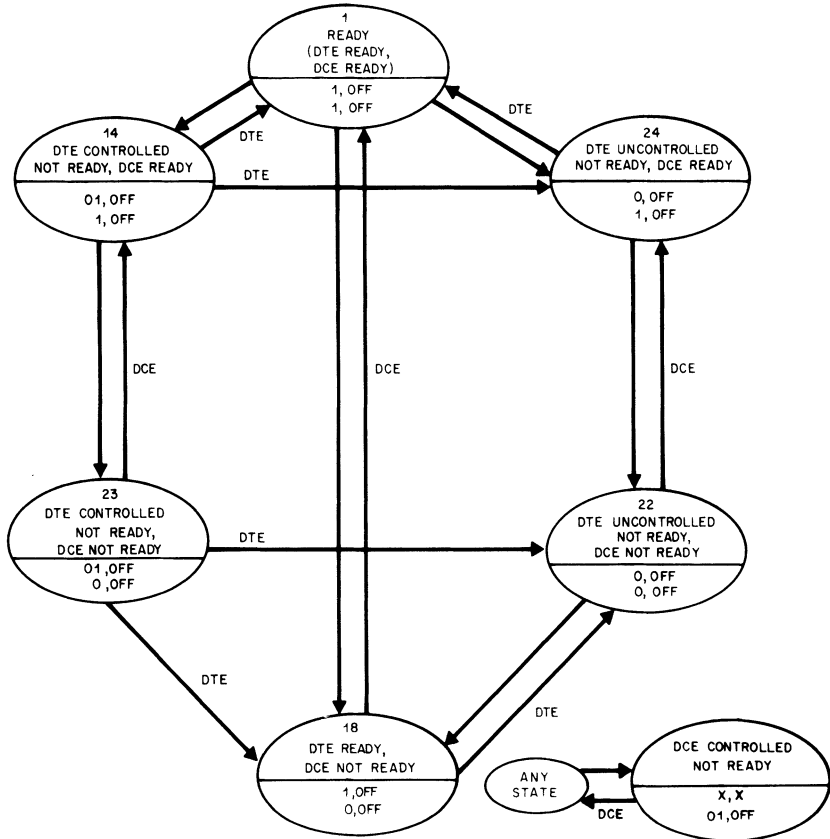 1
READY
(DTE READY,
DCE READY)
1, OFF
1, OFF
14
DTE CONTROLLED
NOT READY, DCE READY
01, OFF
1, OFF
DTE
DTE
DTE
24
DTE UNCONTROLLED
NOT READY, DCE READY
0, OFF
1, OFF
DCE
DCE
DCE
23
DTE CONTROLLED
NOT READY,
DCE NOT READY
01,OFF
0,OFF
DTE
22
DTE UNCONTROLLED
NOT READY,
DCE NOT READY
0, OFF
0, OFF
DTE
DTE
18
DTE READY,
DCE NOT READY
1,OFF
0,OFF
ANY
STATE
DCE
DCE CONTROLLED
NOT READY
X, X
01,OFF